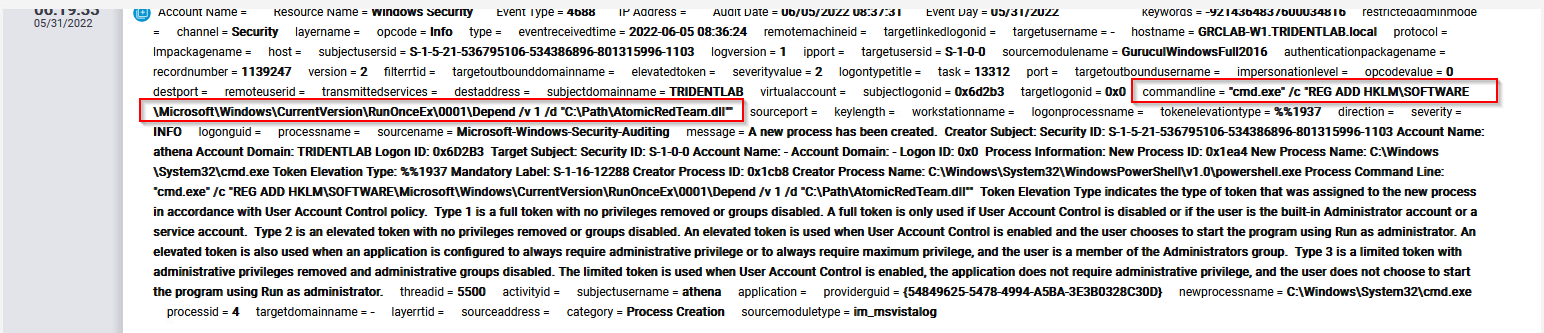 06:19:33
05/31/2022
Account Name = Resource Name = Windows Security Event Type = 4688 IP Address = Audit Date = 06/05/2022 08:37:31 Event Day = 05/31/2022 keywords = -9214364837600034816 restrictedadminmode
= channel = Security layername = opcode = Info type = eventreceivedtime = 2022-06-05 08:36:24 remotemachineid = targetlinkedlogonid = targetusername = - hostname = GRCLAB-W1.TRIDENTLAB.local protocol =
lmpackagename = host = subjectusersid = S-1-5-21-536795106-534386896-801315996-1103 logversion = 1 ipport = targetusersid = S-1-0-0 sourcemodulename = GuruculWindowsFull2016 authenticationpackagename =
recordnumber = 1139247 version = 2 filterrtid = targetoutbounddomainname = elevatedtoken = severityvalue = 2 logontypetitle = task = 13312 port = targetoutboundusername = impersonationlevel = opcodevalue = 0
destport = remoteuserid = transmittedservices = destaddress = subjectdomainname = TRIDENTLAB virtualaccount = subjectlogonid = 0x6d2b3 targetlogonid = 0x0 commandline = "cmd.exe" /c "REG ADD HKLM\SOFTWARE
\Microsoft\Windows\CurrentVersion\RunOnceEx\0001\Depend /v 1 /d "C:\Path\AtomicRedTeam.dll"" sourceport = keylength = workstationname = logonprocessname = tokenelevationtype = %%1937 direction = severity =
INFO logonguid = processname = sourcename = Microsoft-Windows-Security-Auditing message = A new process has been created. Creator Subject: Security ID: S-1-5-21-536795106-534386896-801315996-1103 Account Name:
athena Account Domain: TRIDENTLAB Logon ID: 0x6D2B3 Target Subject: Security ID: S-1-0-0 Account Name: - Account Domain: - Logon ID: 0x0 Process Information: New Process ID: 0x1ea4 New Process Name: C:\Windows
\System32\cmd.exe Token Elevation Type: %%1937 Mandatory Label: S-1-16-12288 Creator Process ID: 0x1cb8 Creator Process Name: C:\Windows\System32\WindowsPowerShell\v1.0\powershell.exe Process Command Line:
"cmd.exe" /c "REG ADD HKLM\SOFTWARE\Microsoft\Windows\CurrentVersion\RunOnceEx\0001\Depend /v 1 /d "C:\Path\AtomicRedTeam.dll"" Token Elevation Type indicates the type of token that was assigned to the new process
in accordance with User Account Control policy. Type 1 is a full token with no privileges removed or groups disabled. A full token is only used if User Account Control is disabled or if the user is the built-in Administrator account or a
service account. Type 2 is an elevated token with no privileges removed or groups disabled. An elevated token is used when User Account Control is enabled and the user chooses to start the program using Run as administrator. An
elevated token is also used when an application is configured to always require administrative privilege or to always require maximum privilege, and the user is a member of the Administrators group. Type 3 is a limited token with
administrative privileges removed and administrative groups disabled. The limited token is used when User Account Control is enabled, the application does not require administrative privilege, and the user does not choose to start
the program using Run as administrator. threadid = 5500 activityid = subjectusername = athena application = providerguid = {54849625-5478-4994-A5BA-3E3B0328C30D} newprocessname = C:\Windows\System32\cmd.exe
processid = 4 targetdomainname = - layerrtid = sourceaddress = category = Process Creation sourcemoduletype = im_msvistalog